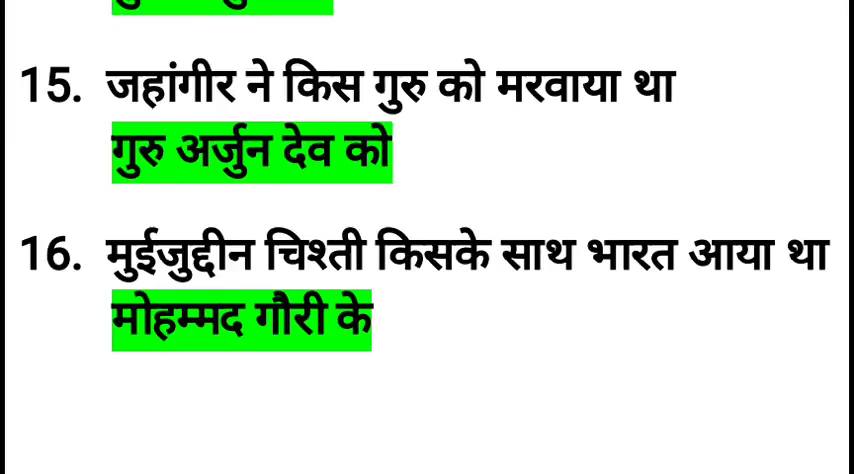 15. जहांगीर ने किस गुरु को मरवाया था
गुरु अर्जुन देव को
16. मुईजुद्दीन चिश्ती किसके साथ भारत आया था
मोहम्मद गौरी के